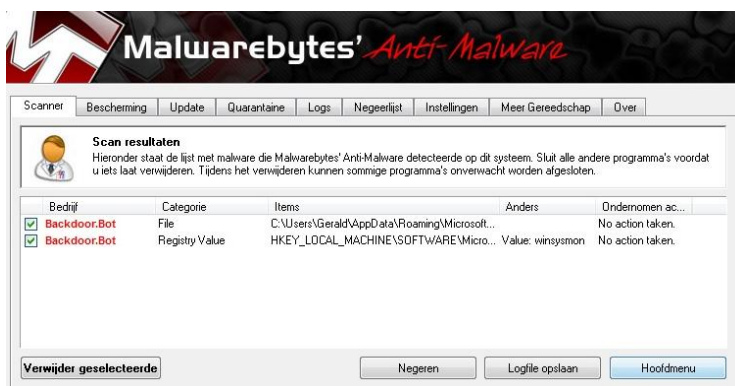 Malwarebytes' Anti-Malware
Scanner Bescherming Update Quarantaine Logs Negeerlijst Instellingen Meer Gereedschap Over
Scan resultaten
Hieronder staat de lijst met malware die Malwarebytes' Anti-Malware detecteerde op dit systeem. Sluit alle andere programma's voordat
u iets laat verwijderen. Tijdens het verwijderen kunnen sommige programma's onverwacht worden afgesloten.
Bedrijf Categorie Items Anders Ondernomen ac...
Backdoor.Bot File C:\Users\Gerald\AppData\Roaming\Microsoft... No action taken.
Backdoor.Bot Registry Value HKEY_LOCAL_MACHINE\SOFTWARE\Micro... Value: winsysmon No action taken.
Verwijder geselecteerde Negeren Logfile opslaan Hoofdmenu